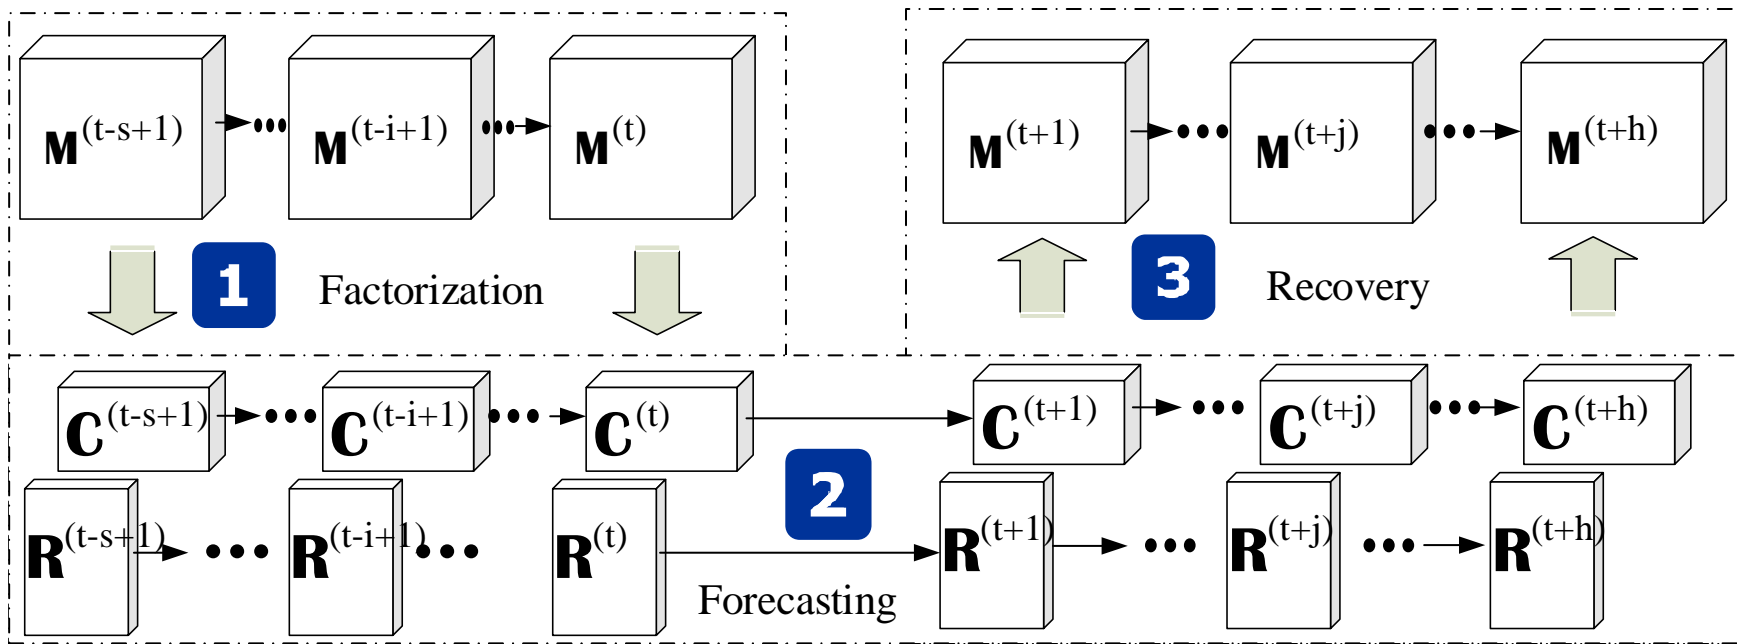 M(t-s+1) ••• M(t-i+1) ••• M(t)
1 Factorization
M(t+1) ••• M(t+j) ••• M(t+h)
3 Recovery
C(t-s+1) ••• C(t-i+1) ••• C(t) C(t+1) ••• C(t+j) ••• C(t+h)
2
R(t-s+1) ••• R(t-i+1) ••• R(t) R(t+1) ••• R(t+j) ••• R(t+h)
Forecasting